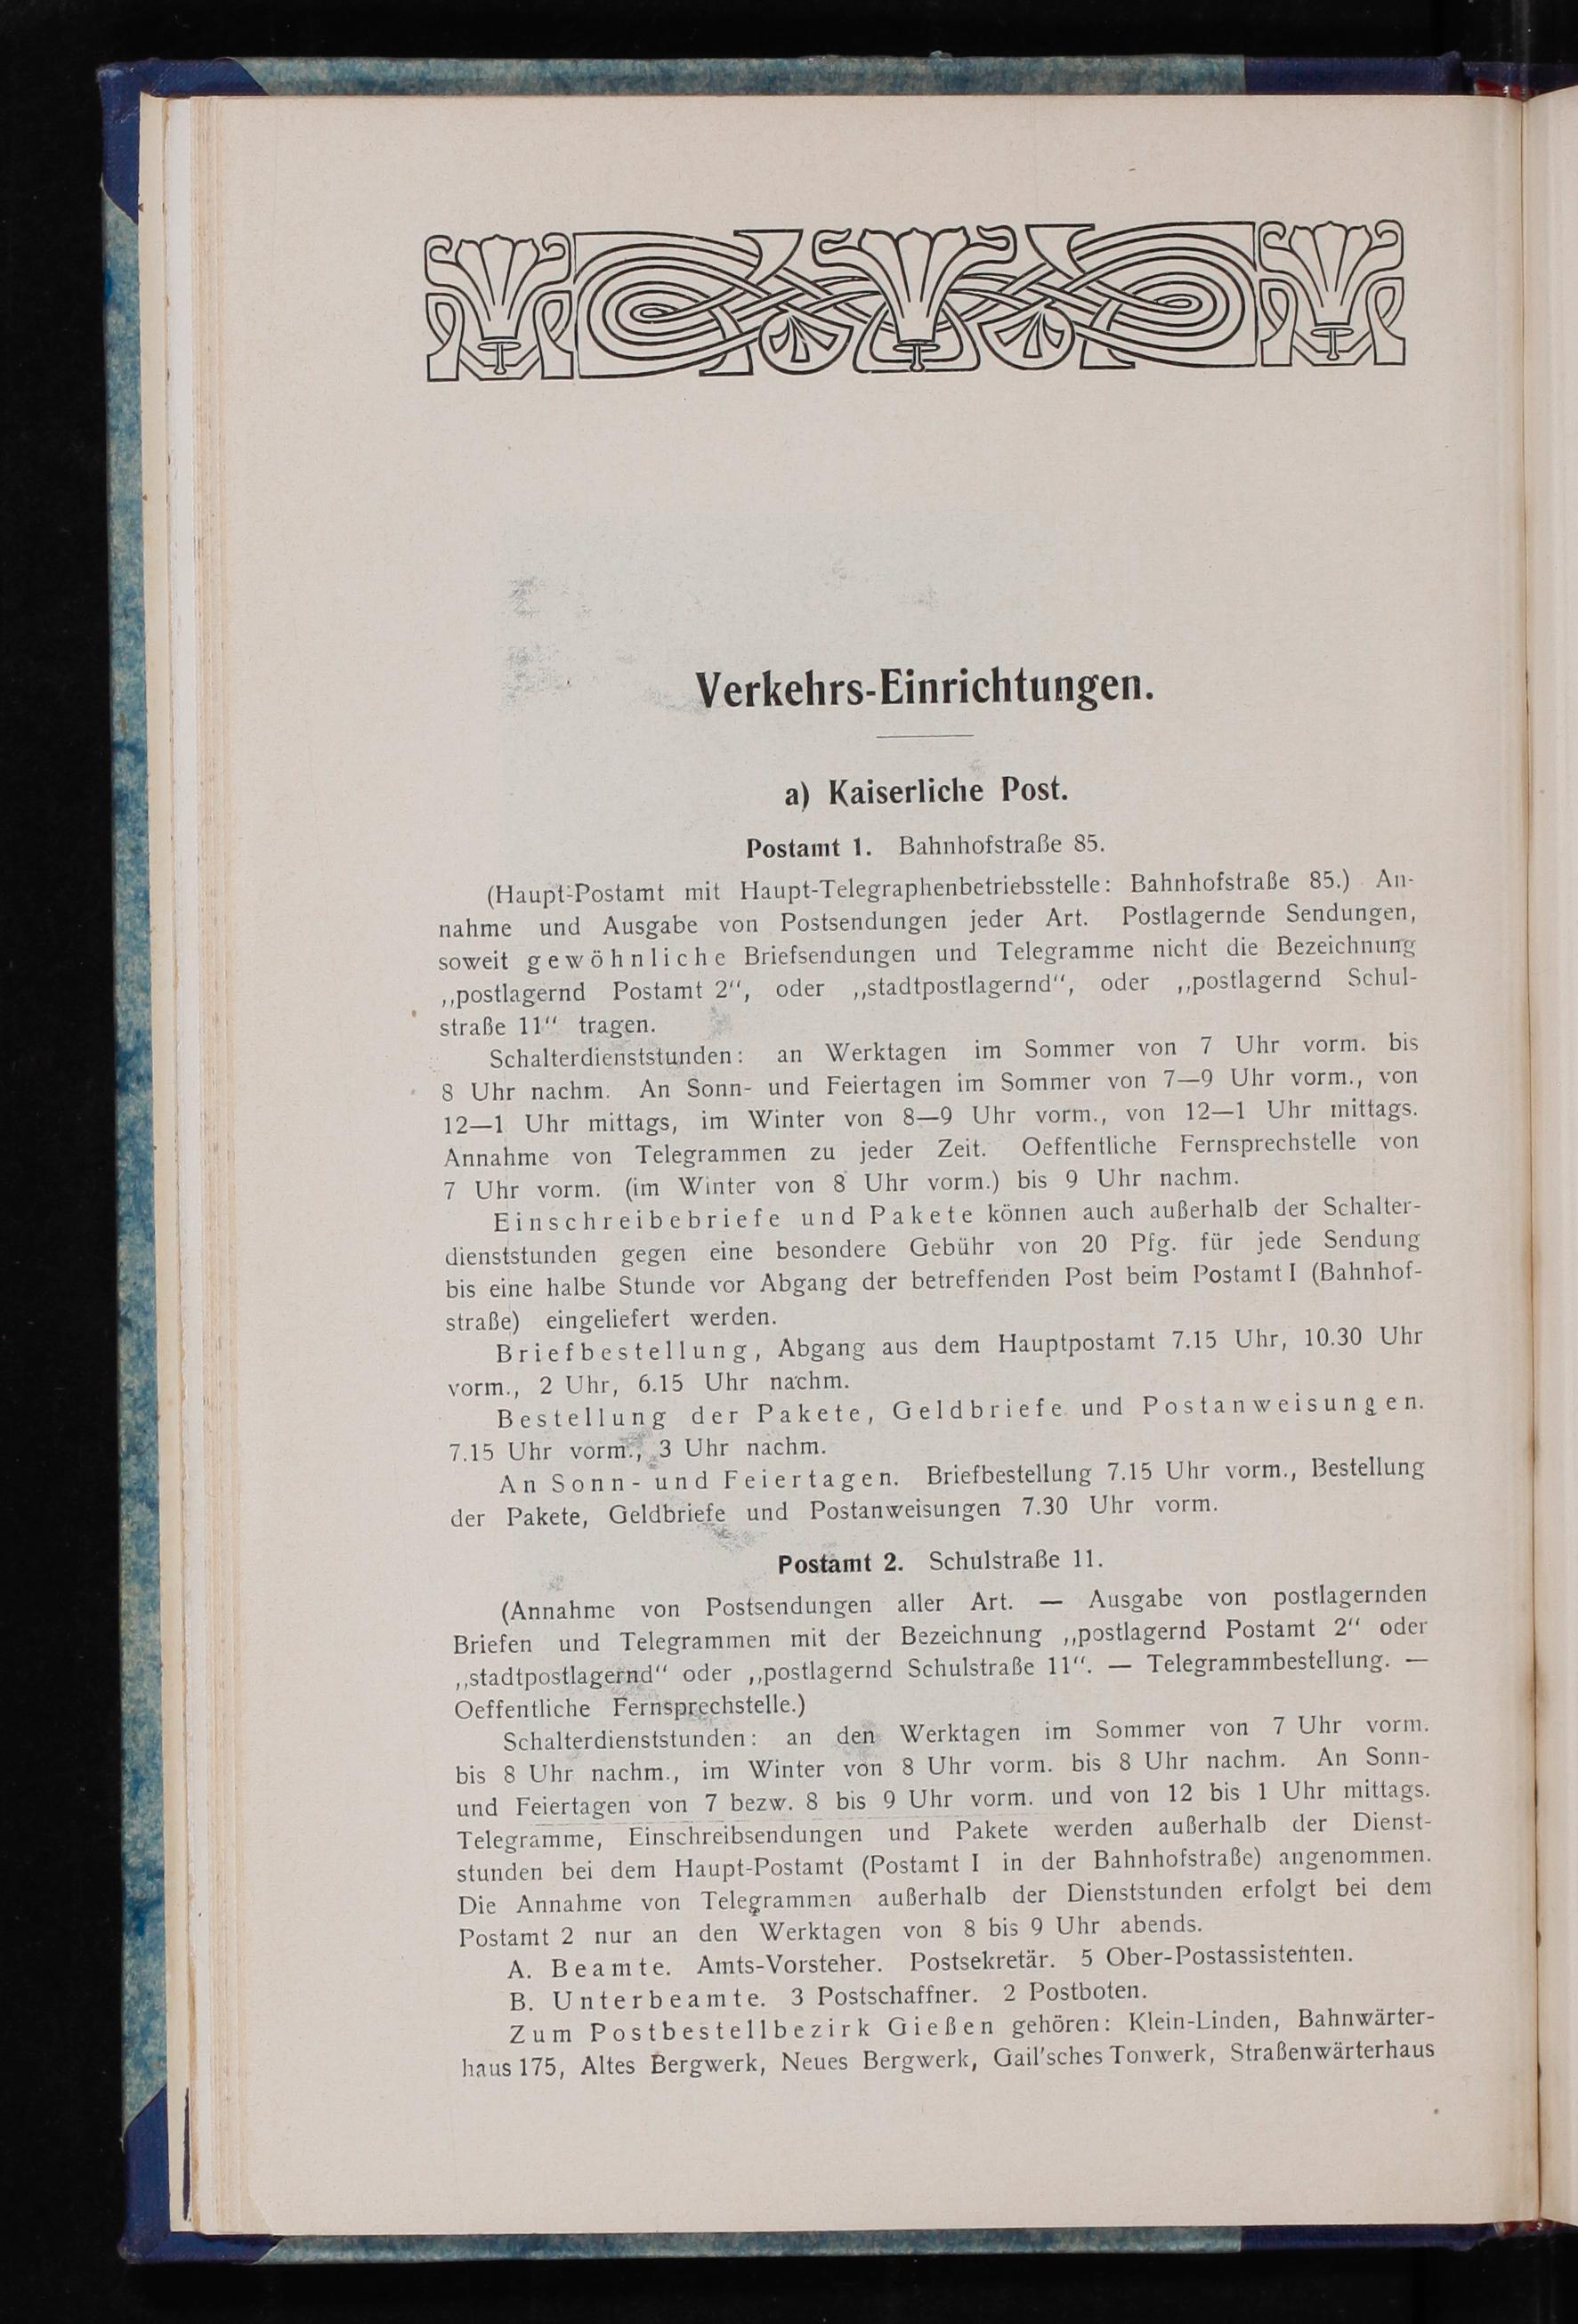 Verkehrs-Einrichtungen.
a) Kaiserliche Post.
Postamt 1. Bahnhofstraße 85.
(Haupt-Postamt mit Haupt-Telegraphenbetriebsstelle: Bahnhofstraße 85.) An-
nahme und Ausgabe von Postsendungen jeder Art. Postlagernde Sendungen,
soweit gewöhnliche Briefsendungen und Telegramme nicht die Bezeichnung
„postlagernd Postamt 2“, oder „stadtpostlagernd“, oder „postlagernd Schul-
straße 11“ tragen.
Schalterdienststunden: an Werktagen im Sommer von 7 Uhr vorm. bis
8 Uhr nachm. An Sonn- und Feiertagen im Sommer von 7—9 Uhr vorm., von
12—1 Uhr mittags, im Winter von 8—9 Uhr vorm., von 12—1 Uhr mittags.
Annahme von Telegrammen zu jeder Zeit. Oeffentliche Fernsprechstelle von
7 Uhr vorm. (im Winter von 8 Uhr vorm.) bis 9 Uhr nachm.
Einschreibebriefe und Pakete können auch außerhalb der Schalter-
dienststunden gegen eine besondere Gebühr von 20 Pfg. für jede Sendung
bis eine halbe Stunde vor Abgang der betreffenden Post beim Postamt I (Bahnhof-
straße) eingeliefert werden.
Briefbestellung, Abgang aus dem Hauptpostamt 7.15 Uhr, 10.30 Uhr
vorm., 2 Uhr, 6.15 Uhr nachm.
Bestellung der Pakete, Geldbriefe und Postanweisungen.
7.15 Uhr vorm., 3 Uhr nachm.
An Sonn- und Feiertagen. Briefbestellung 7.15 Uhr vorm., Bestellung
der Pakete, Geldbriefe und Postanweisungen 7.30 Uhr vorm.
Postamt 2. Schulstraße 11.
(Annahme von Postsendungen aller Art. — Ausgabe von postlagernden
Briefen und Telegrammen mit der Bezeichnung „postlagernd Postamt 2“ oder
„stadtpostlagernd“ oder „postlagernd Schulstraße 11“. — Telegrammbestellung. —
Oeffentliche Fernsprechstelle.)
Schalterdienststunden: an den Werktagen im Sommer von 7 Uhr vorm.
bis 8 Uhr nachm., im Winter von 8 Uhr vorm. bis 8 Uhr nachm. An Sonn-
und Feiertagen von 7 bezw. 8 bis 9 Uhr vorm. und von 12 bis 1 Uhr mittags.
Telegramme, Einschreibsendungen und Pakete werden außerhalb der Dienst-
stunden bei dem Haupt-Postamt (Postamt I in der Bahnhofstraße) angenommen.
Die Annahme von Telegrammen außerhalb der Dienststunden erfolgt bei dem
Postamt 2 nur an den Werktagen von 8 bis 9 Uhr abends.
A. Beamte. Amts-Vorsteher. Postsekretär. 5 Ober-Postassistenten.
B. Unterbeamte. 3 Postschaffner. 2 Postboten.
Zum Postbestellbezirk Gießen gehören: Klein-Linden, Bahnwärter-
haus 175, Altes Bergwerk, Neues Bergwerk, Gail'sches Tonwerk, Straßenwärterhaus